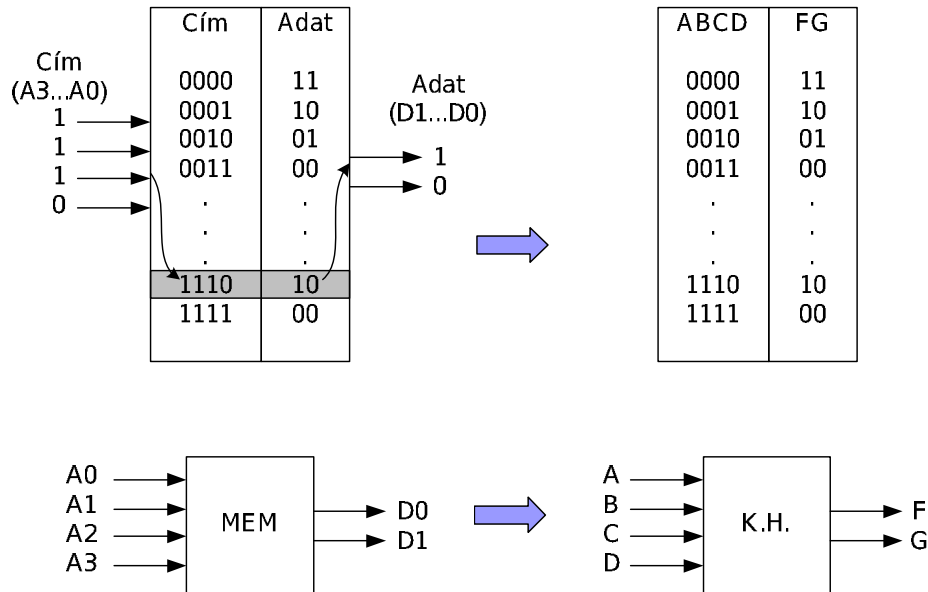 Cím Adat
Cím
(A3...A0)
1
1
1
0
0000 11
0001 10
0010 01
0011 00
. .
. .
. .
1110 10
1111 00
Adat
(D1...D0)
1
0
ABCD FG
0000 11
0001 10
0010 01
0011 00
. .
. .
. .
1110 10
1111 00
A0
A1
A2
A3
MEM
D0
D1
A
B
C
D
K.H.
F
G